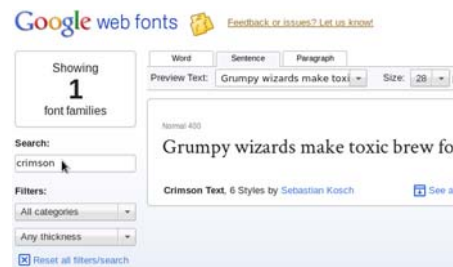 Google web fonts Feedback or issues? Let us know!
Showing
1
font families
Word Sentence Paragraph
Preview Text: Grumpy wizards make toxi Size: 28
Normal 400
Grumpy wizards make toxic brew fo
Search:
crimson
Crimson Text, 6 Styles by Sebastian Kosch See a
Filters:
All categories
Any thickness
Reset all filters/search